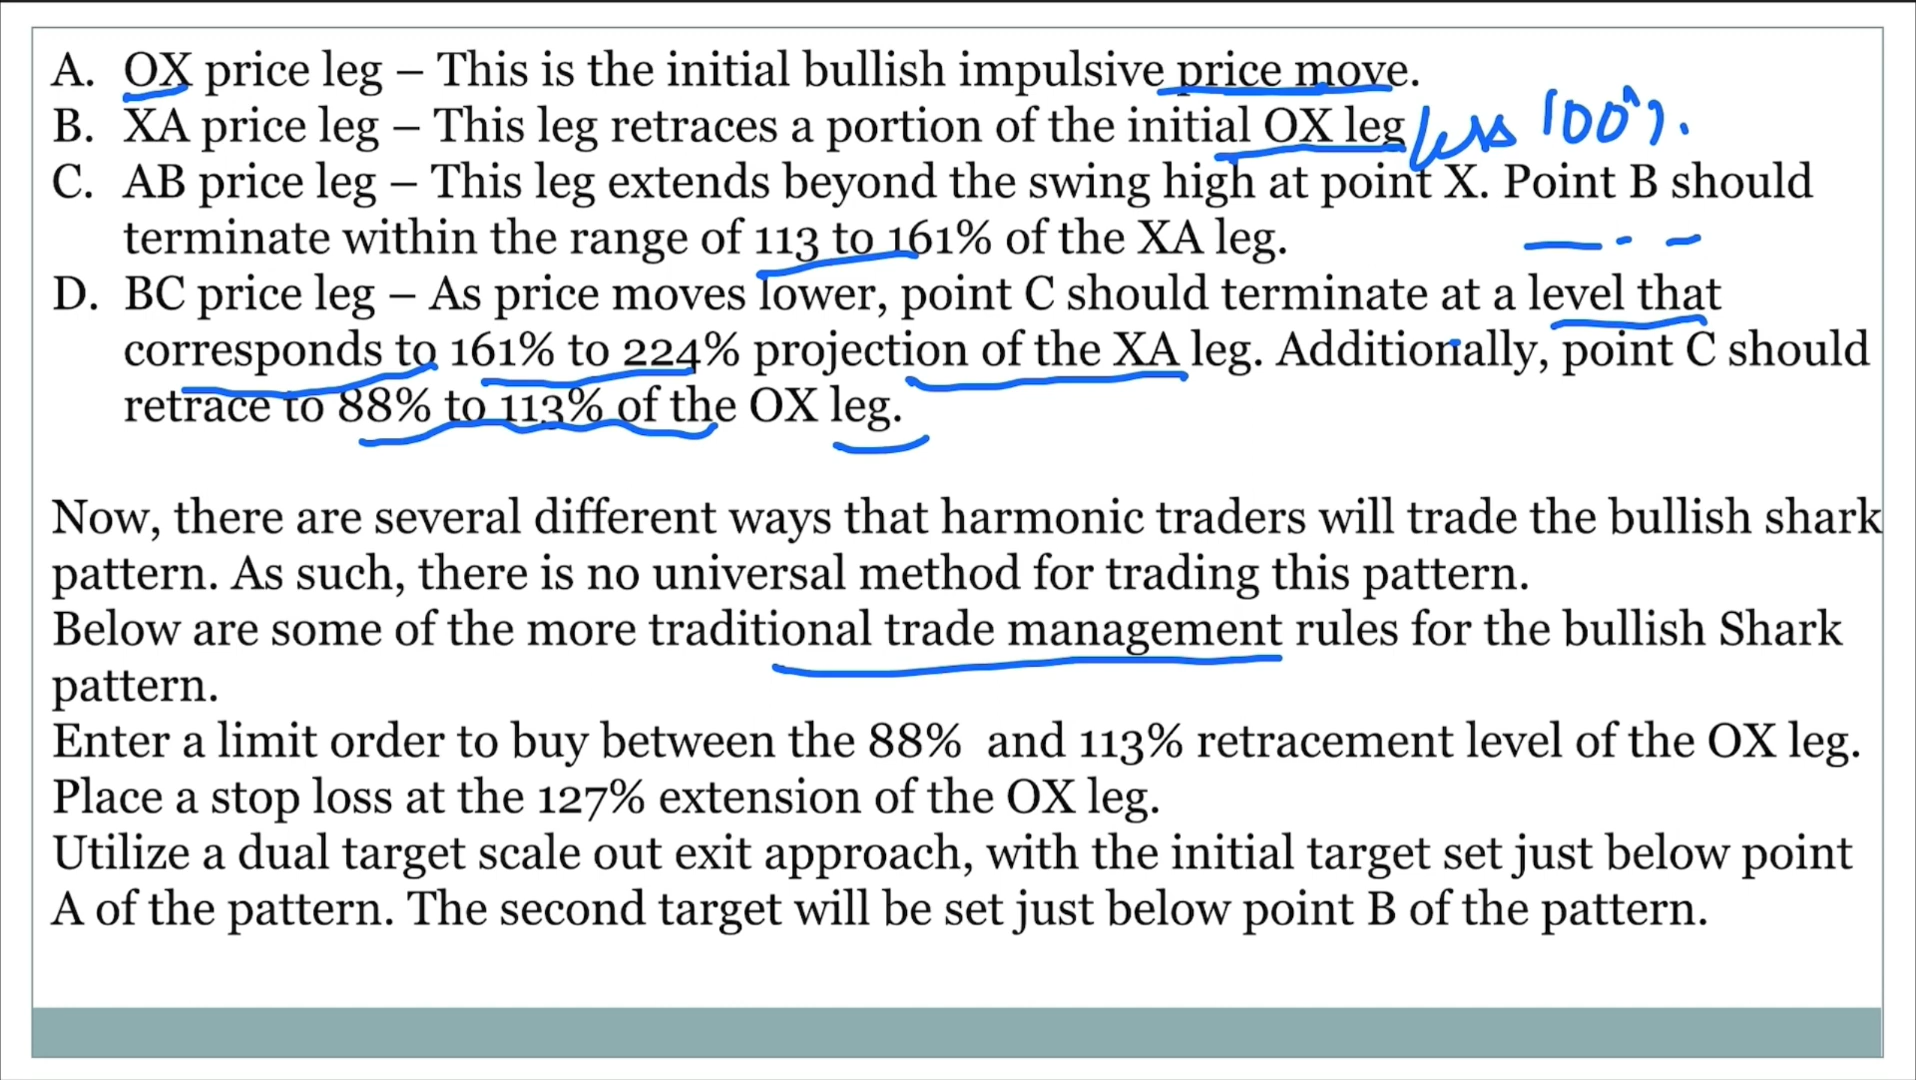 A. OX price leg – This is the initial bullish impulsive price move.
B. XA price leg – This leg retraces a portion of the initial OX leg less 100%.
C. AB price leg – This leg extends beyond the swing high at point X. Point B should
terminate within the range of 113 to 161% of the XA leg.
D. BC price leg – As price moves lower, point C should terminate at a level that
corresponds to 161% to 224% projection of the XA leg. Additionally, point C should
retrace to 88% to 113% of the OX leg.
Now, there are several different ways that harmonic traders will trade the bullish shark
pattern. As such, there is no universal method for trading this pattern.
Below are some of the more traditional trade management rules for the bullish Shark
pattern.
Enter a limit order to buy between the 88% and 113% retracement level of the OX leg.
Place a stop loss at the 127% extension of the OX leg.
Utilize a dual target scale out exit approach, with the initial target set just below point
A of the pattern. The second target will be set just below point B of the pattern.